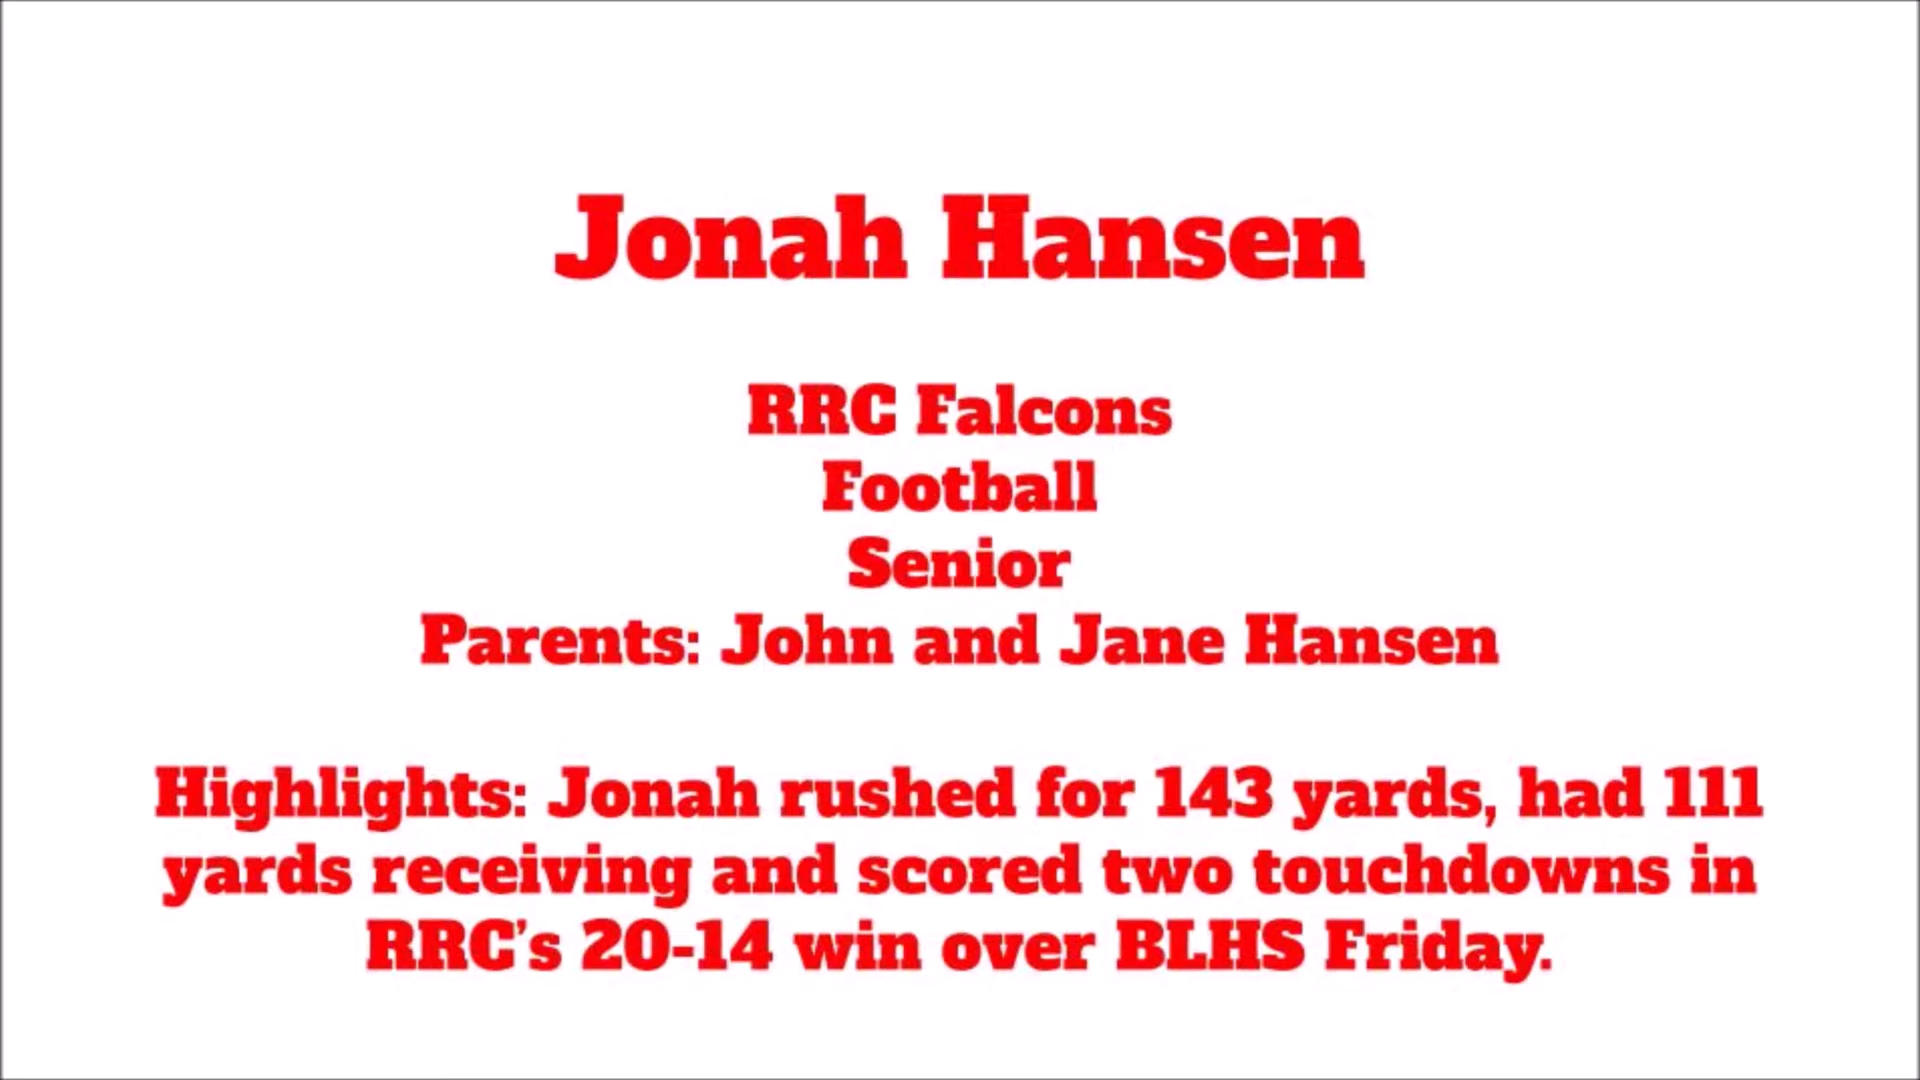 Jonah Hansen
RRC Falcons
Football
Senior
Parents: John and Jane Hansen
Highlights: Jonah rushed for 143 yards, had 111
yards receiving and scored two touchdowns in
RRC’s 20-14 win over BLHS Friday.